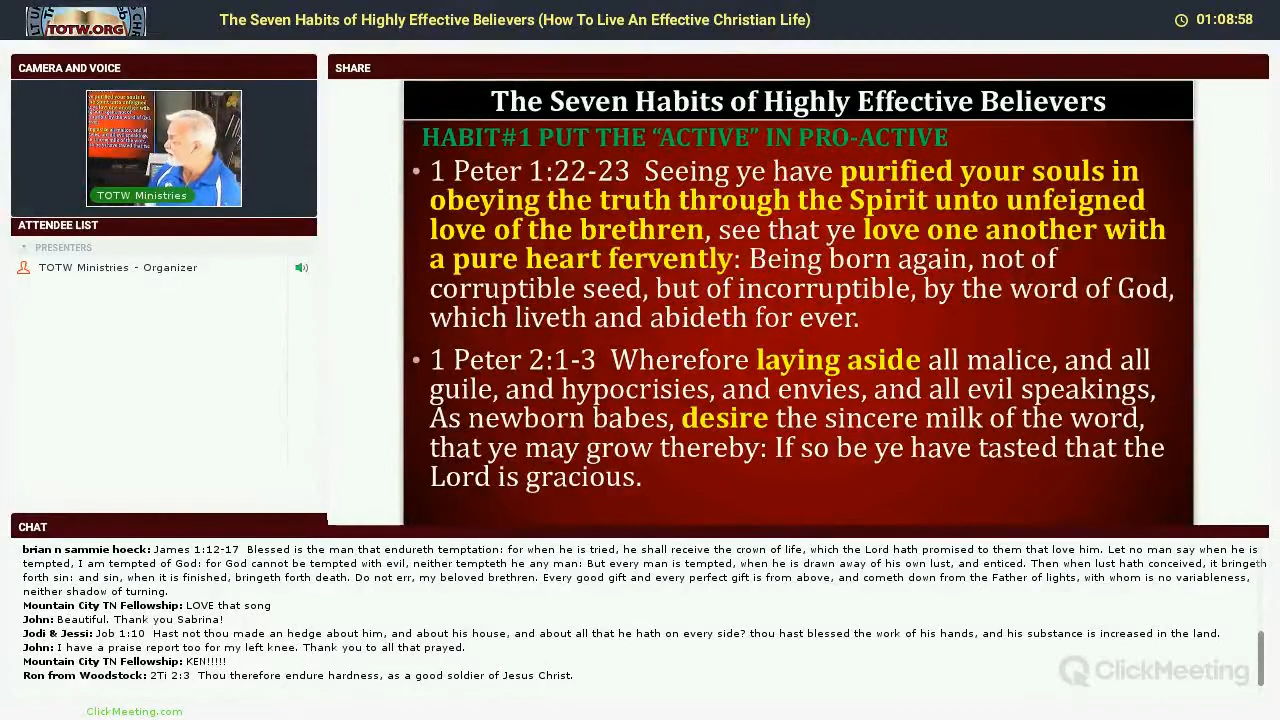 TOTW.ORG
The Seven Habits of Highly Effective Believers (How To Live An Effective Christian Life)
01:08:58
CAMERA AND VOICE
TOTW Ministries
ATTENDEE LIST
PRESENTERS
TOTW Ministries - Organizer
SHARE
The Seven Habits of Highly Effective Believers
HABIT#1 PUT THE “ACTIVE” IN PRO-ACTIVE
• 1 Peter 1:22-23 Seeing ye have purified your souls in
obeying the truth through the Spirit unto unfeigned
love of the brethren, see that ye love one another with
a pure heart fervently: Being born again, not of
corruptible seed, but of incorruptible, by the word of God,
which liveth and abideth for ever.
• 1 Peter 2:1-3 Wherefore laying aside all malice, and all
guile, and hypocrisies, and envies, and all evil speakings,
As newborn babes, desire the sincere milk of the word,
that ye may grow thereby: If so be ye have tasted that the
Lord is gracious.
CHAT
brian n sammie hoeck: James 1:12-17 Blessed is the man that endureth temptation: for when he is tried, he shall receive the crown of life, which the Lord hath promised to them that love him. Let no man say when he is
tempted, I am tempted of God: for God cannot be tempted with evil, neither tempteth he any man: But every man is tempted, when he is drawn away of his own lust, and enticed. Then when lust hath conceived, it bringeth
forth sin: and sin, when it is finished, bringeth forth death. Do not err, my beloved brethren. Every good gift and every perfect gift is from above, and cometh down from the Father of lights, with whom is no variableness,
neither shadow of turning.
Mountain City TN Fellowship: LOVE that song
John: Beautiful. Thank you Sabrina!
Jodi & Jessi: Job 1:10 Hast not thou made an hedge about him, and about his house, and about all that he hath on every side? thou hast blessed the work of his hands, and his substance is increased in the land.
John: I have a praise report too for my left knee. Thank you to all that prayed.
Mountain City TN Fellowship: KEN!!!!!
Ron from Woodstock: 2Ti 2:3 Thou therefore endure hardness, as a good soldier of Jesus Christ.
ClickMeeting
ClickMeeting.com